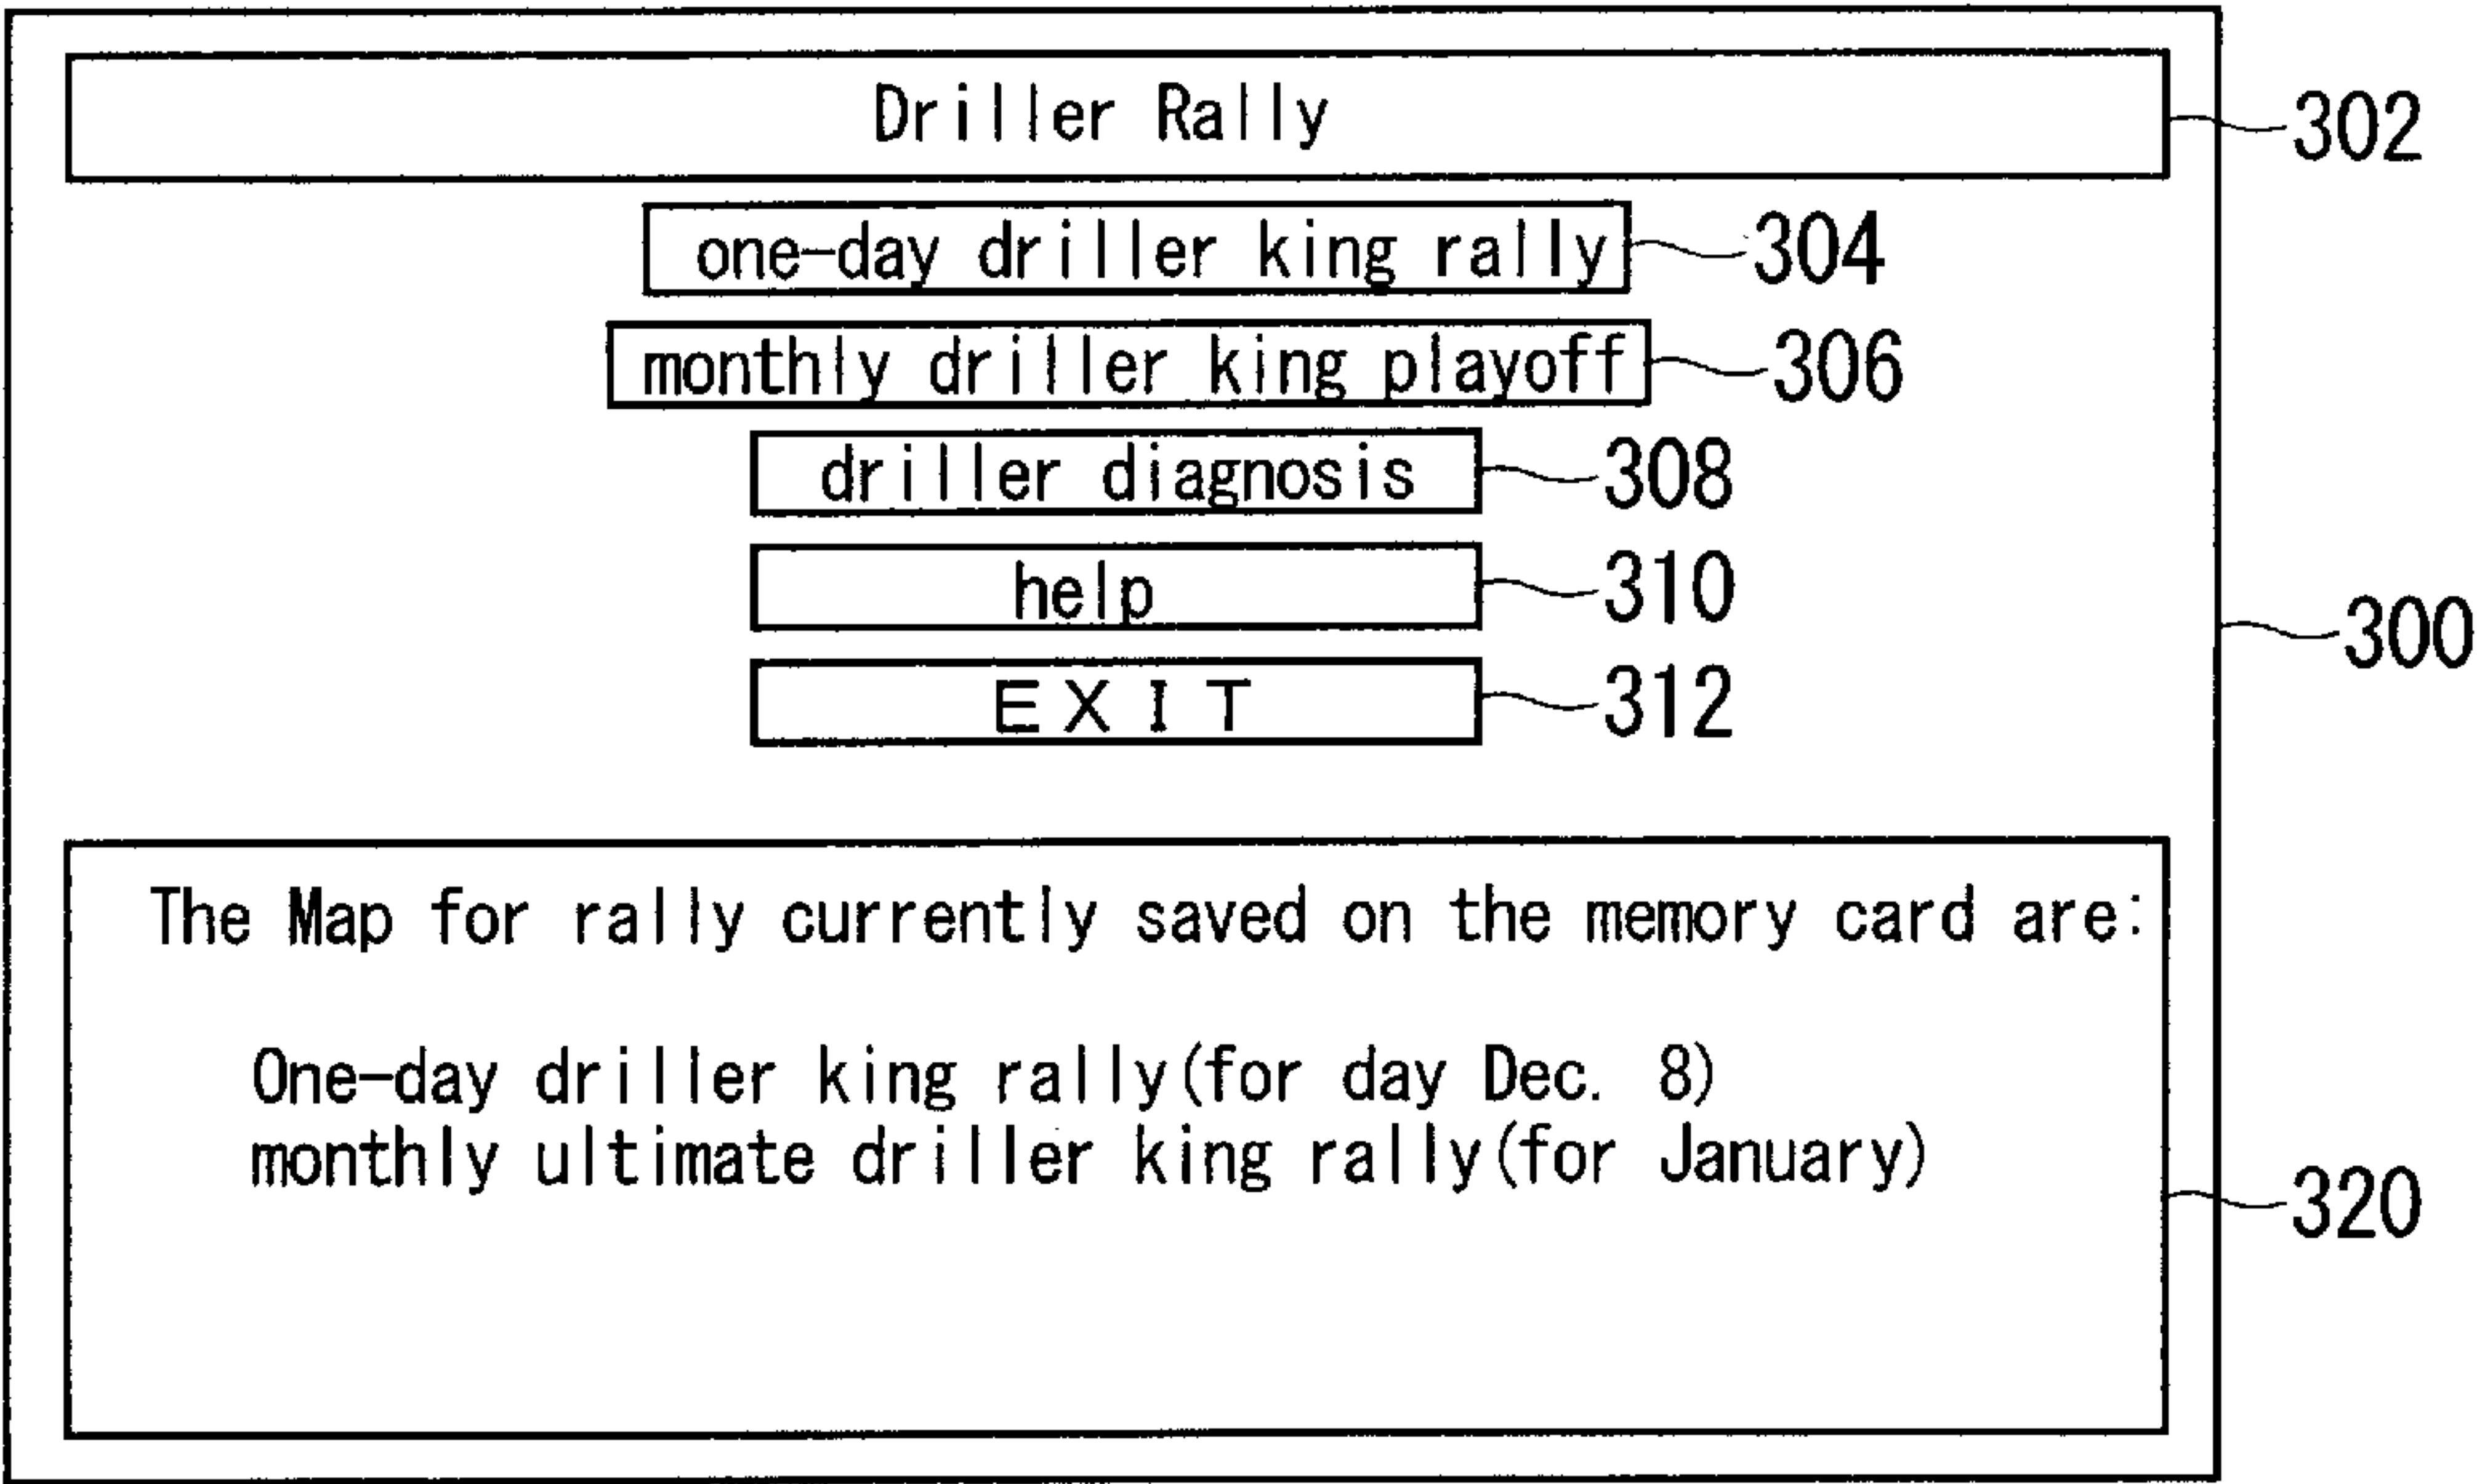 Driller Rally
302
one-day driller king rally
304
monthly driller king playoff
306
driller diagnosis
308
help
310
300
EXIT
312
The Map for rally currently saved on the memory card are:
One-day driller king rally(for day Dec. 8)
monthly ultimate driller king rally(for January)
320